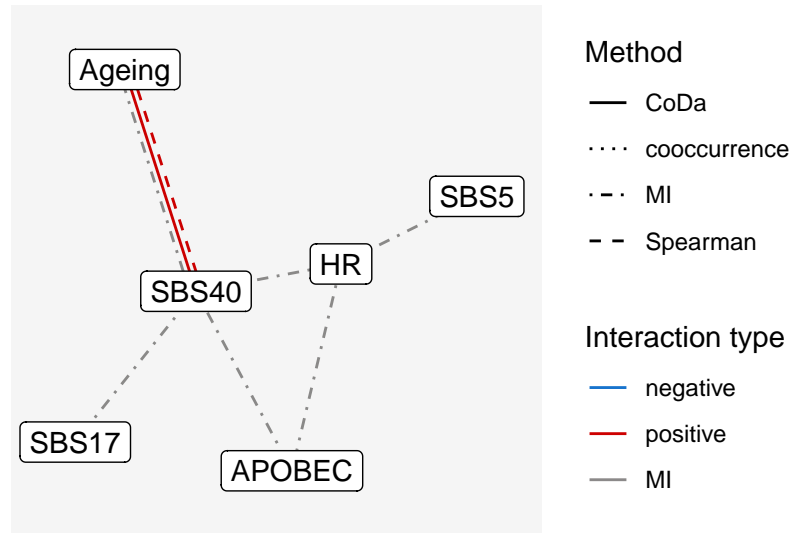 Ageing
SBS5
HR
SBS40
SBS17
APOBEC
Method
CoDa
cooccurrence
MI
Spearman
Interaction type
negative
positive
MI